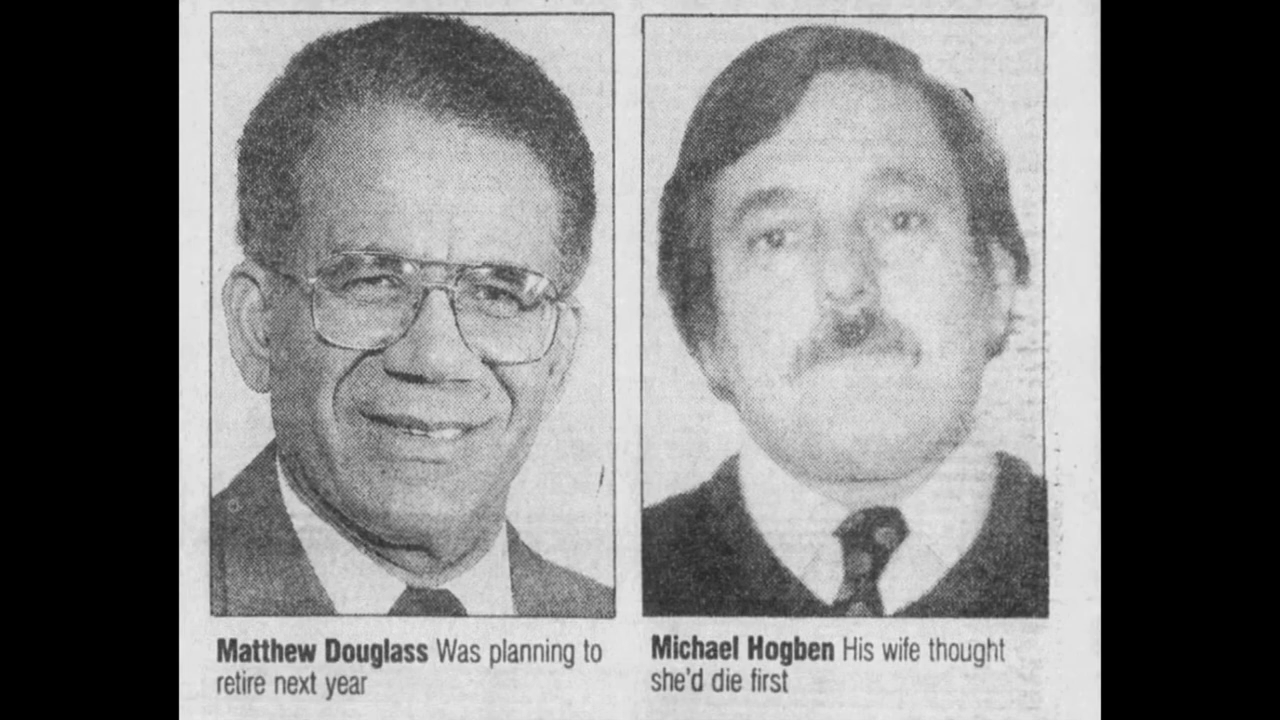 Matthew Douglass Was planning to
retire next year
Michael Hogben His wife thought
she'd die first